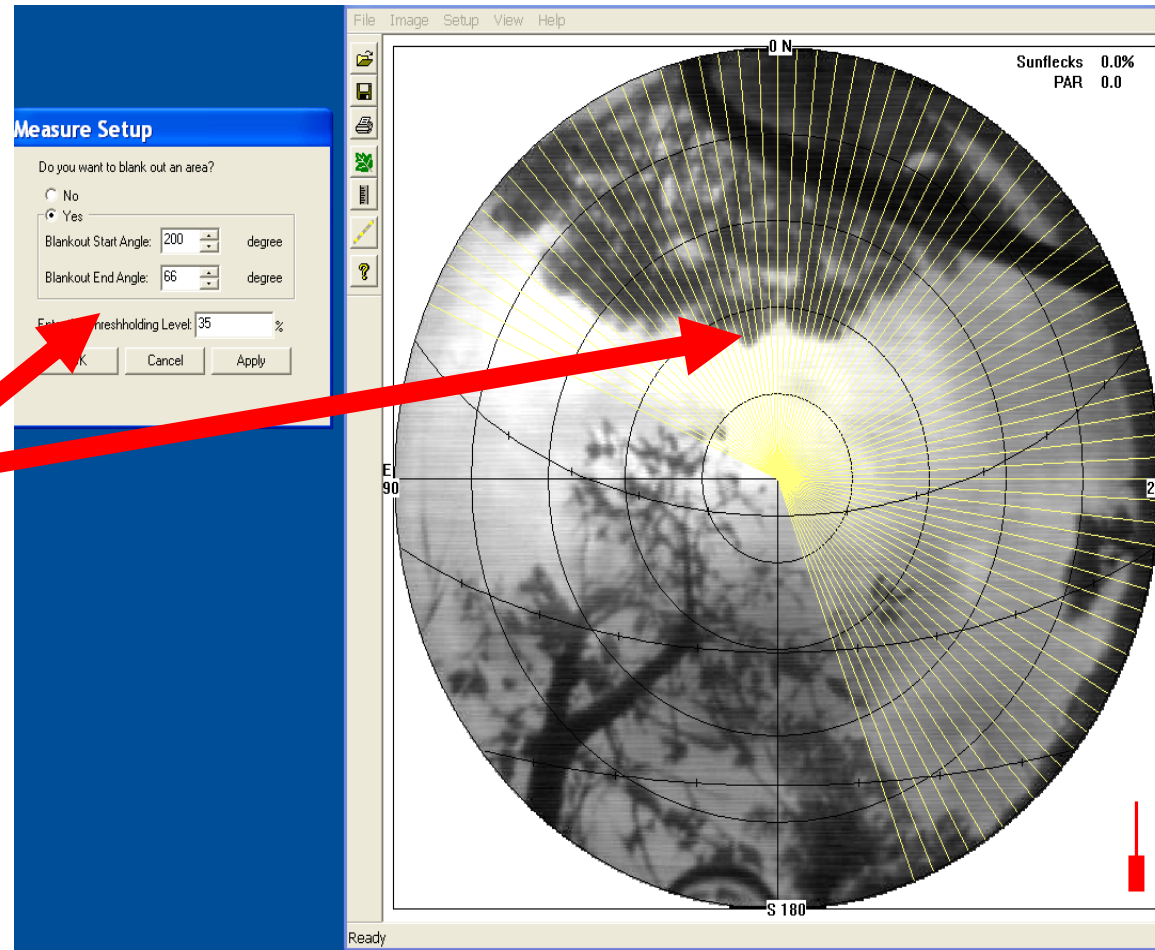 File Image Setup View Help
0 N
Sunflecks 0.0%
PAR 0.0
Measure Setup
Do you want to blank out an area?
No
Yes
Blankout Start Angle: 200 degree
Blankout End Angle: 66 degree
Level: 35 %
Cancel Apply
E
90
S 180
Ready